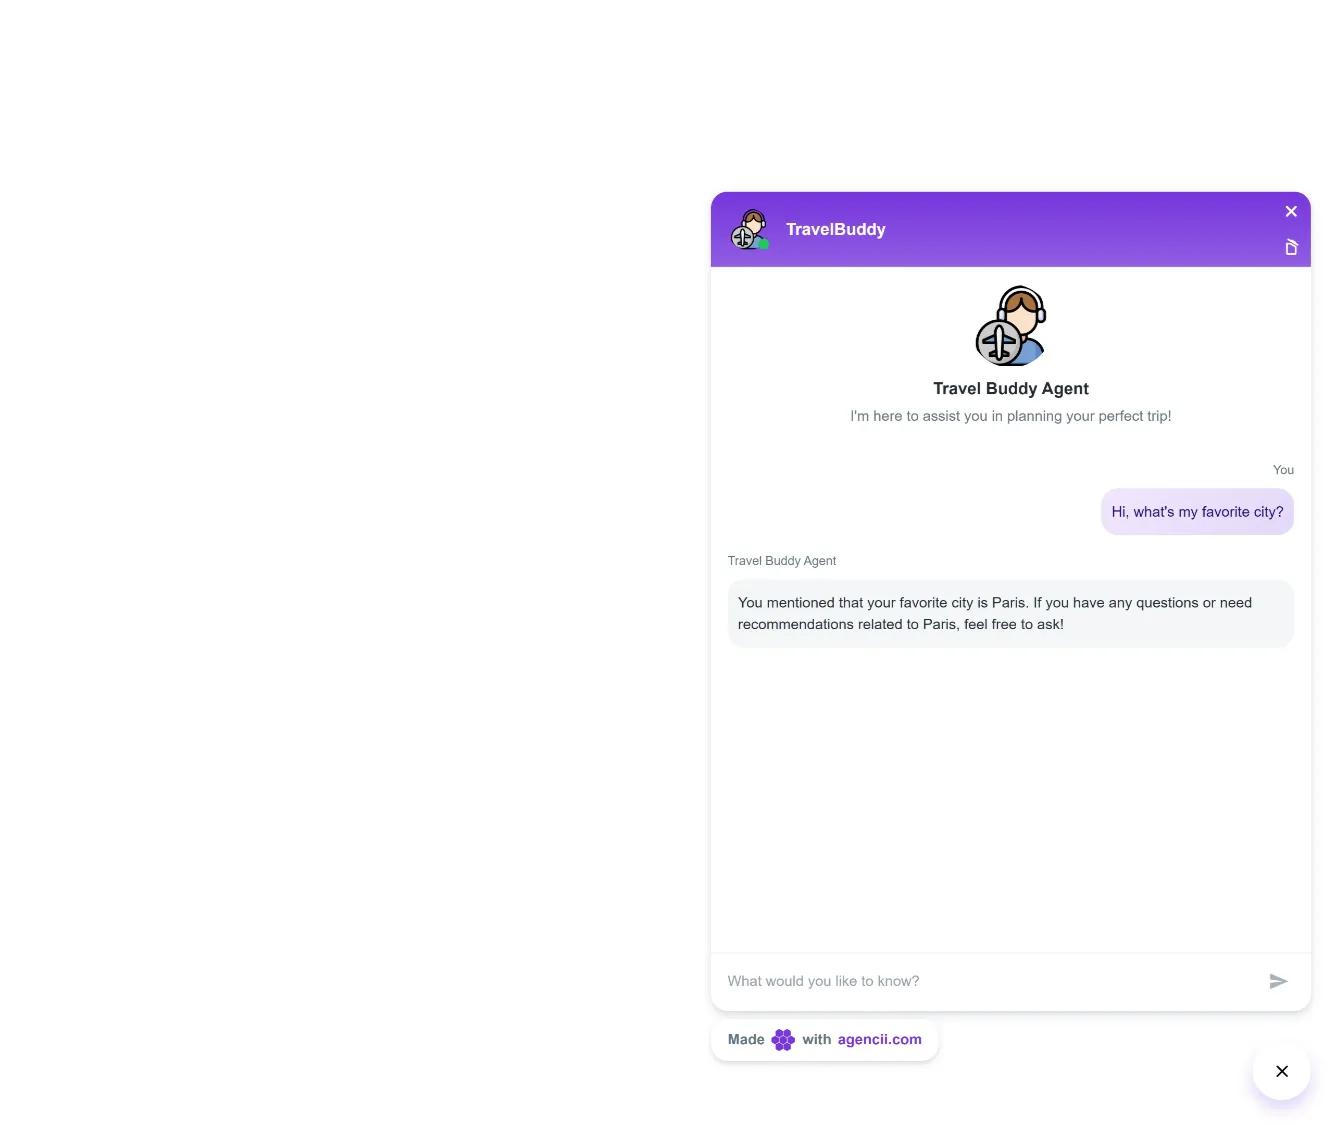 TravelBuddy
Travel Buddy Agent
I'm here to assist you in planning your perfect trip!
You
Hi, what's my favorite city?
Travel Buddy Agent
You mentioned that your favorite city is Paris. If you have any questions or need
recommendations related to Paris, feel free to ask!
What would you like to know?
Made with agencii.com